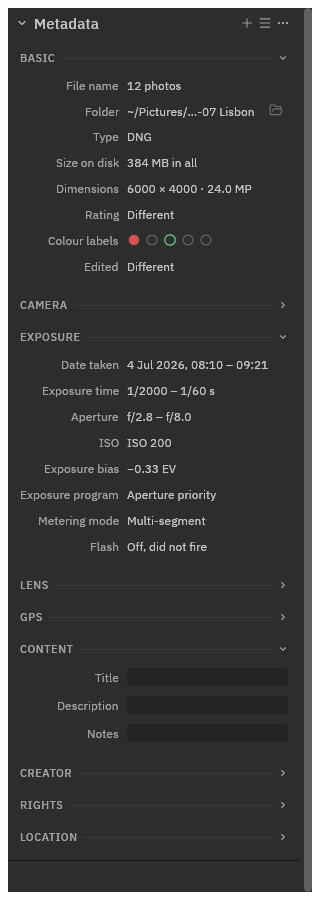 Metadata
BASIC
File name 12 photos
Folder ~/Pictures/...-07 Lisbon
Type DNG
Size on disk 384 MB in all
Dimensions 6000 × 4000 · 24.0 MP
Rating Different
Colour labels
Edited Different
CAMERA
EXPOSURE
Date taken 4 Jul 2026, 08:10 – 09:21
Exposure time 1/2000 – 1/60 s
Aperture f/2.8 – f/8.0
ISO ISO 200
Exposure bias −0.33 EV
Exposure program Aperture priority
Metering mode Multi-segment
Flash Off, did not fire
LENS
GPS
CONTENT
Title
Description
Notes
CREATOR
RIGHTS
LOCATION